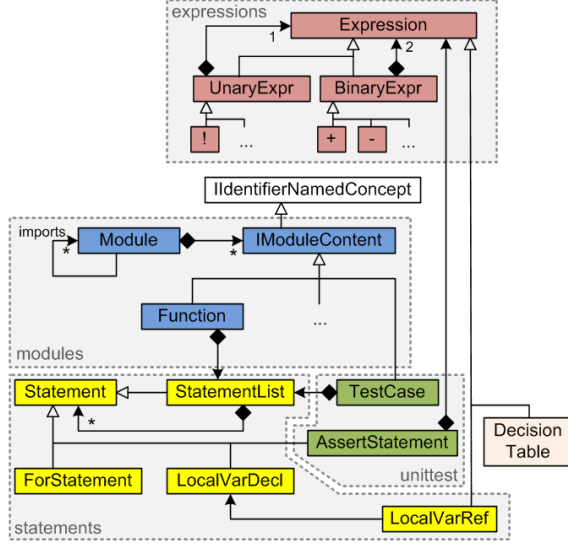 expressions
Expression
1
2
UnaryExpr
BinaryExpr
!
...
+
-
...
IIdentifierNamedConcept
imports
*
Module
*
IModuleContent
Function
...
modules
Statement
StatementList
TestCase
*
AssertStatement
Decision
Table
unittest
ForStatement
LocalVarDecl
LocalVarRef
statements